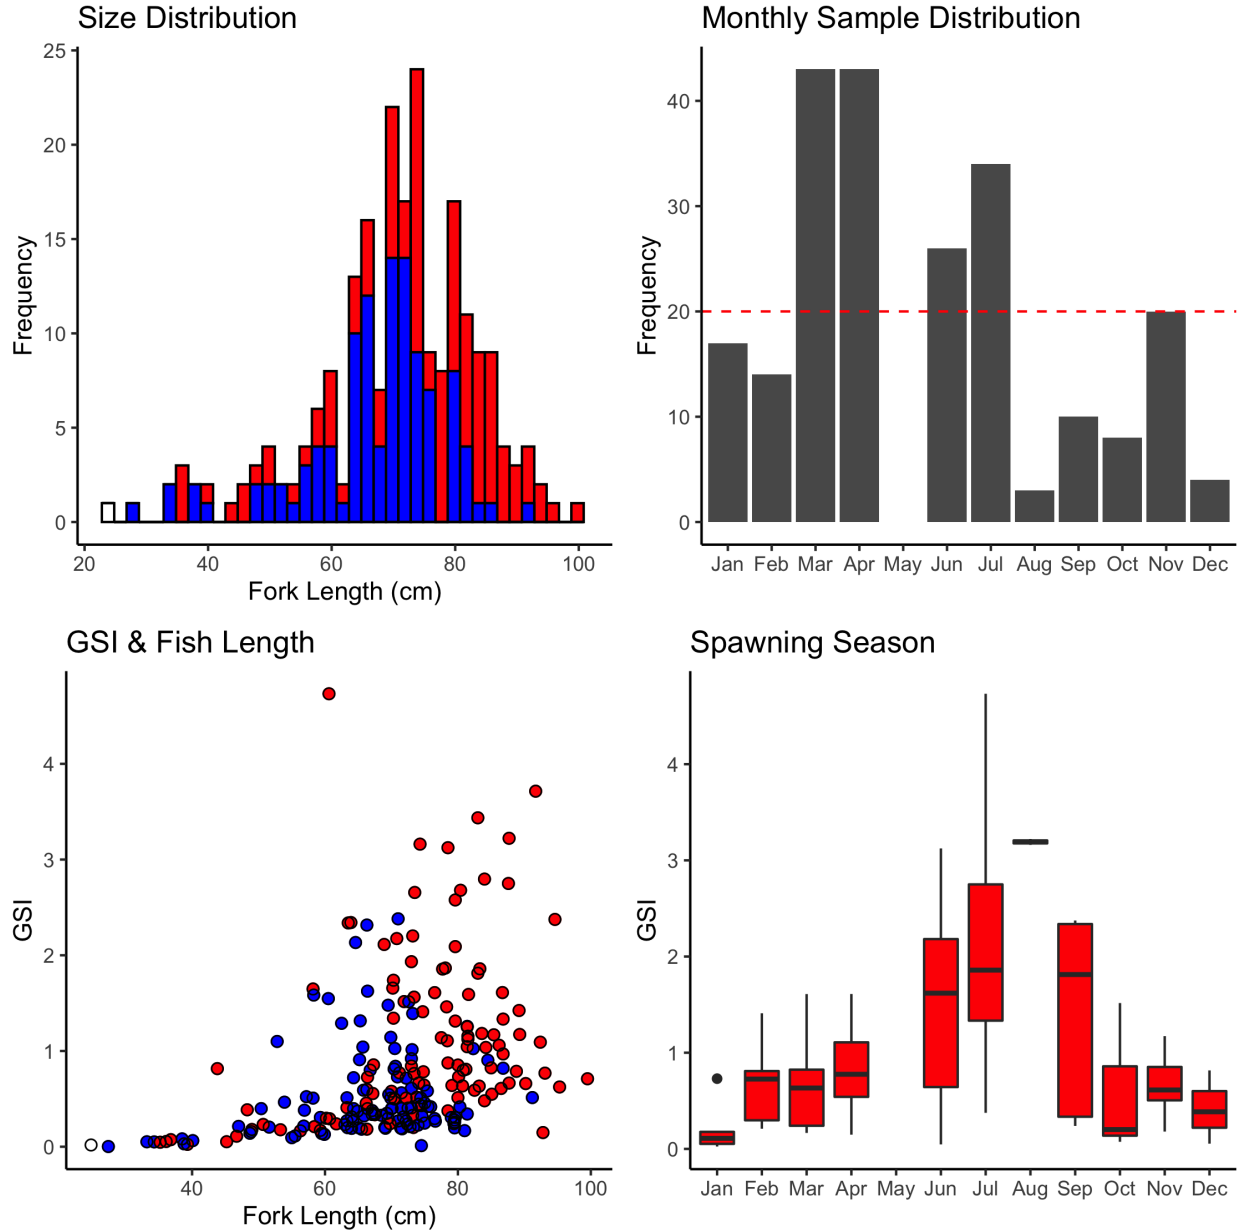 Size Distribution
Frequency
25
20
15
10
5
0
20 40 60 80 100
Fork Length (cm)
Monthly Sample Distribution
Frequency
40
30
20
10
0
Jan Feb Mar Apr May Jun Jul Aug Sep Oct Nov Dec
GSI & Fish Length
GSI
4
3
2
1
0
40 60 80 100
Fork Length (cm)
Spawning Season
GSI
4
3
2
1
0
Jan Feb Mar Apr May Jun Jul Aug Sep Oct Nov Dec